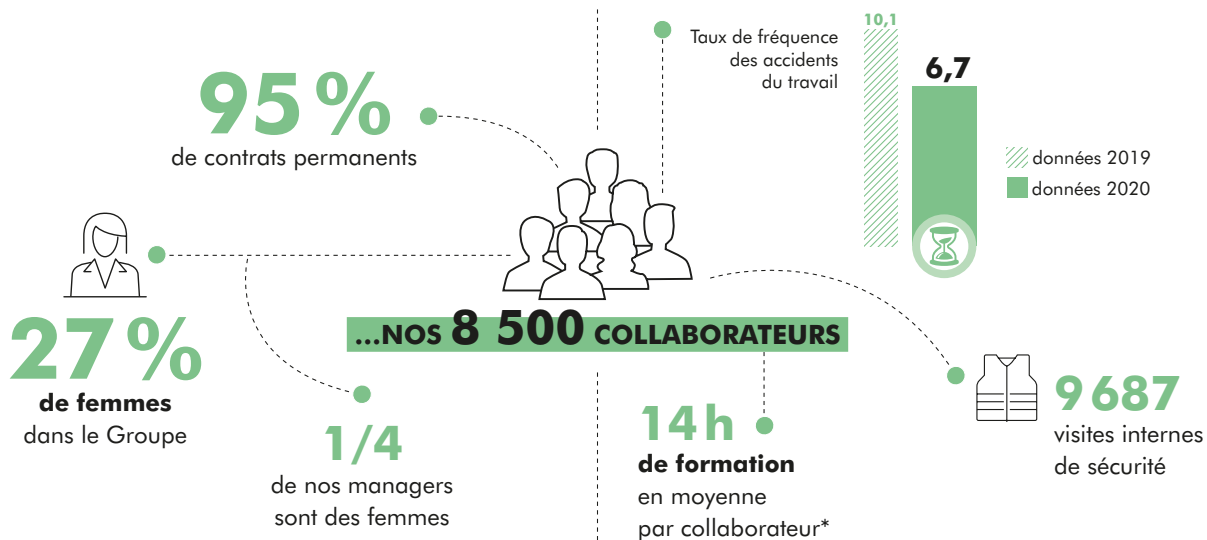 95 %
de contrats permanents
Taux de fréquence
des accidents
du travail
10,1
6,7
données 2019
données 2020
27 %
de femmes
dans le Groupe
1/4
de nos managers
sont des femmes
...NOS 8 500 COLLABORATEURS
14 h
de formation
en moyenne
par collaborateur*
9 687
visites internes
de sécurité